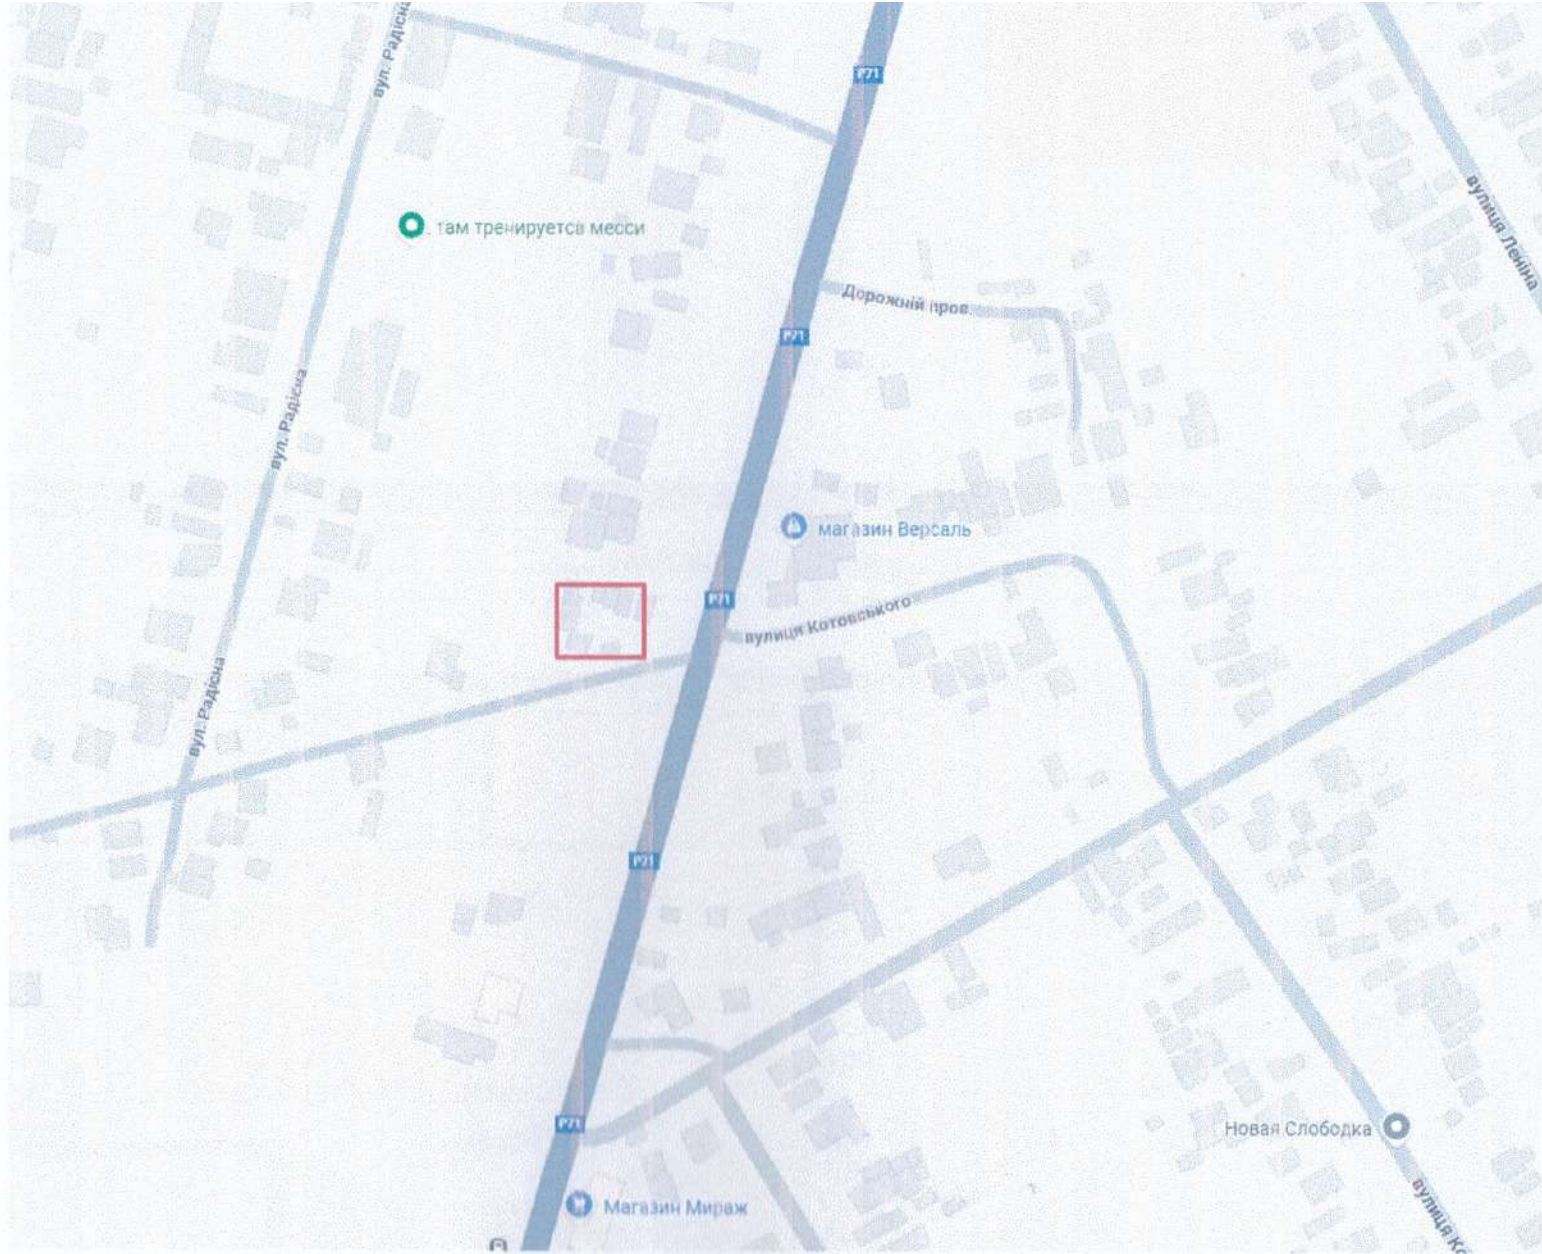 вул. Радісна
P71
вулиця Леніна
там тренируется месси
Дорожній пров.
P71
вул. Радісна
магазин Версаль
P71
вулиця Котовського
вул. Радісна
P71
P71
Новая Слободка
Магазин Мираж
вулиця